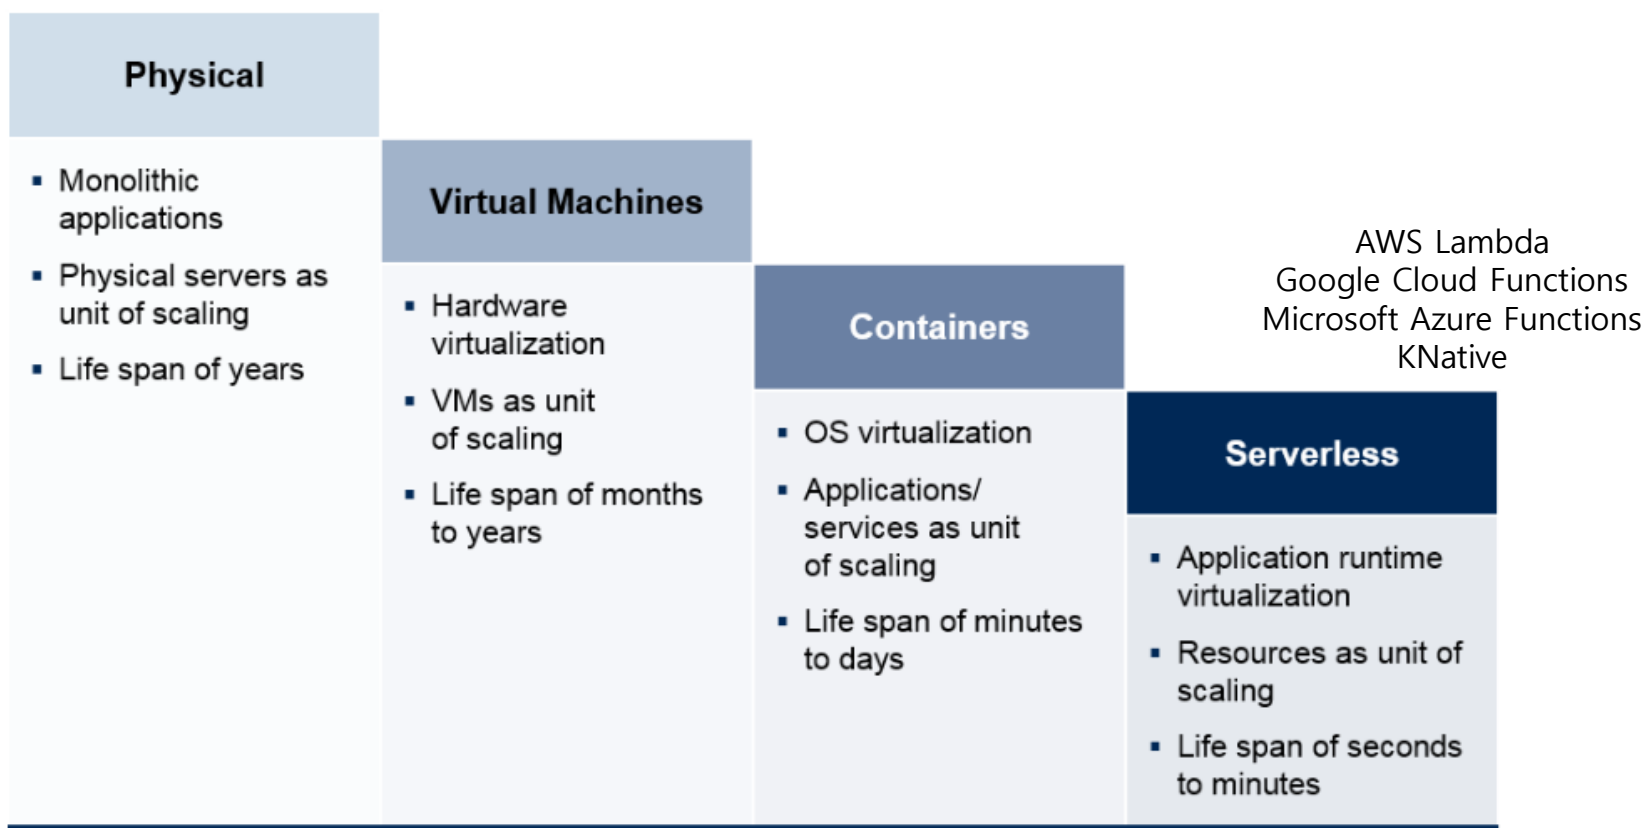 Physical
▪ Monolithic
applications
▪ Physical servers as
unit of scaling
▪ Life span of years
Virtual Machines
▪ Hardware
virtualization
▪ VMs as unit
of scaling
▪ Life span of months
to years
Containers
▪ OS virtualization
▪ Applications/
services as unit
of scaling
▪ Life span of minutes
to days
AWS Lambda
Google Cloud Functions
Microsoft Azure Functions
KNative
Serverless
▪ Application runtime
virtualization
▪ Resources as unit of
scaling
▪ Life span of seconds
to minutes